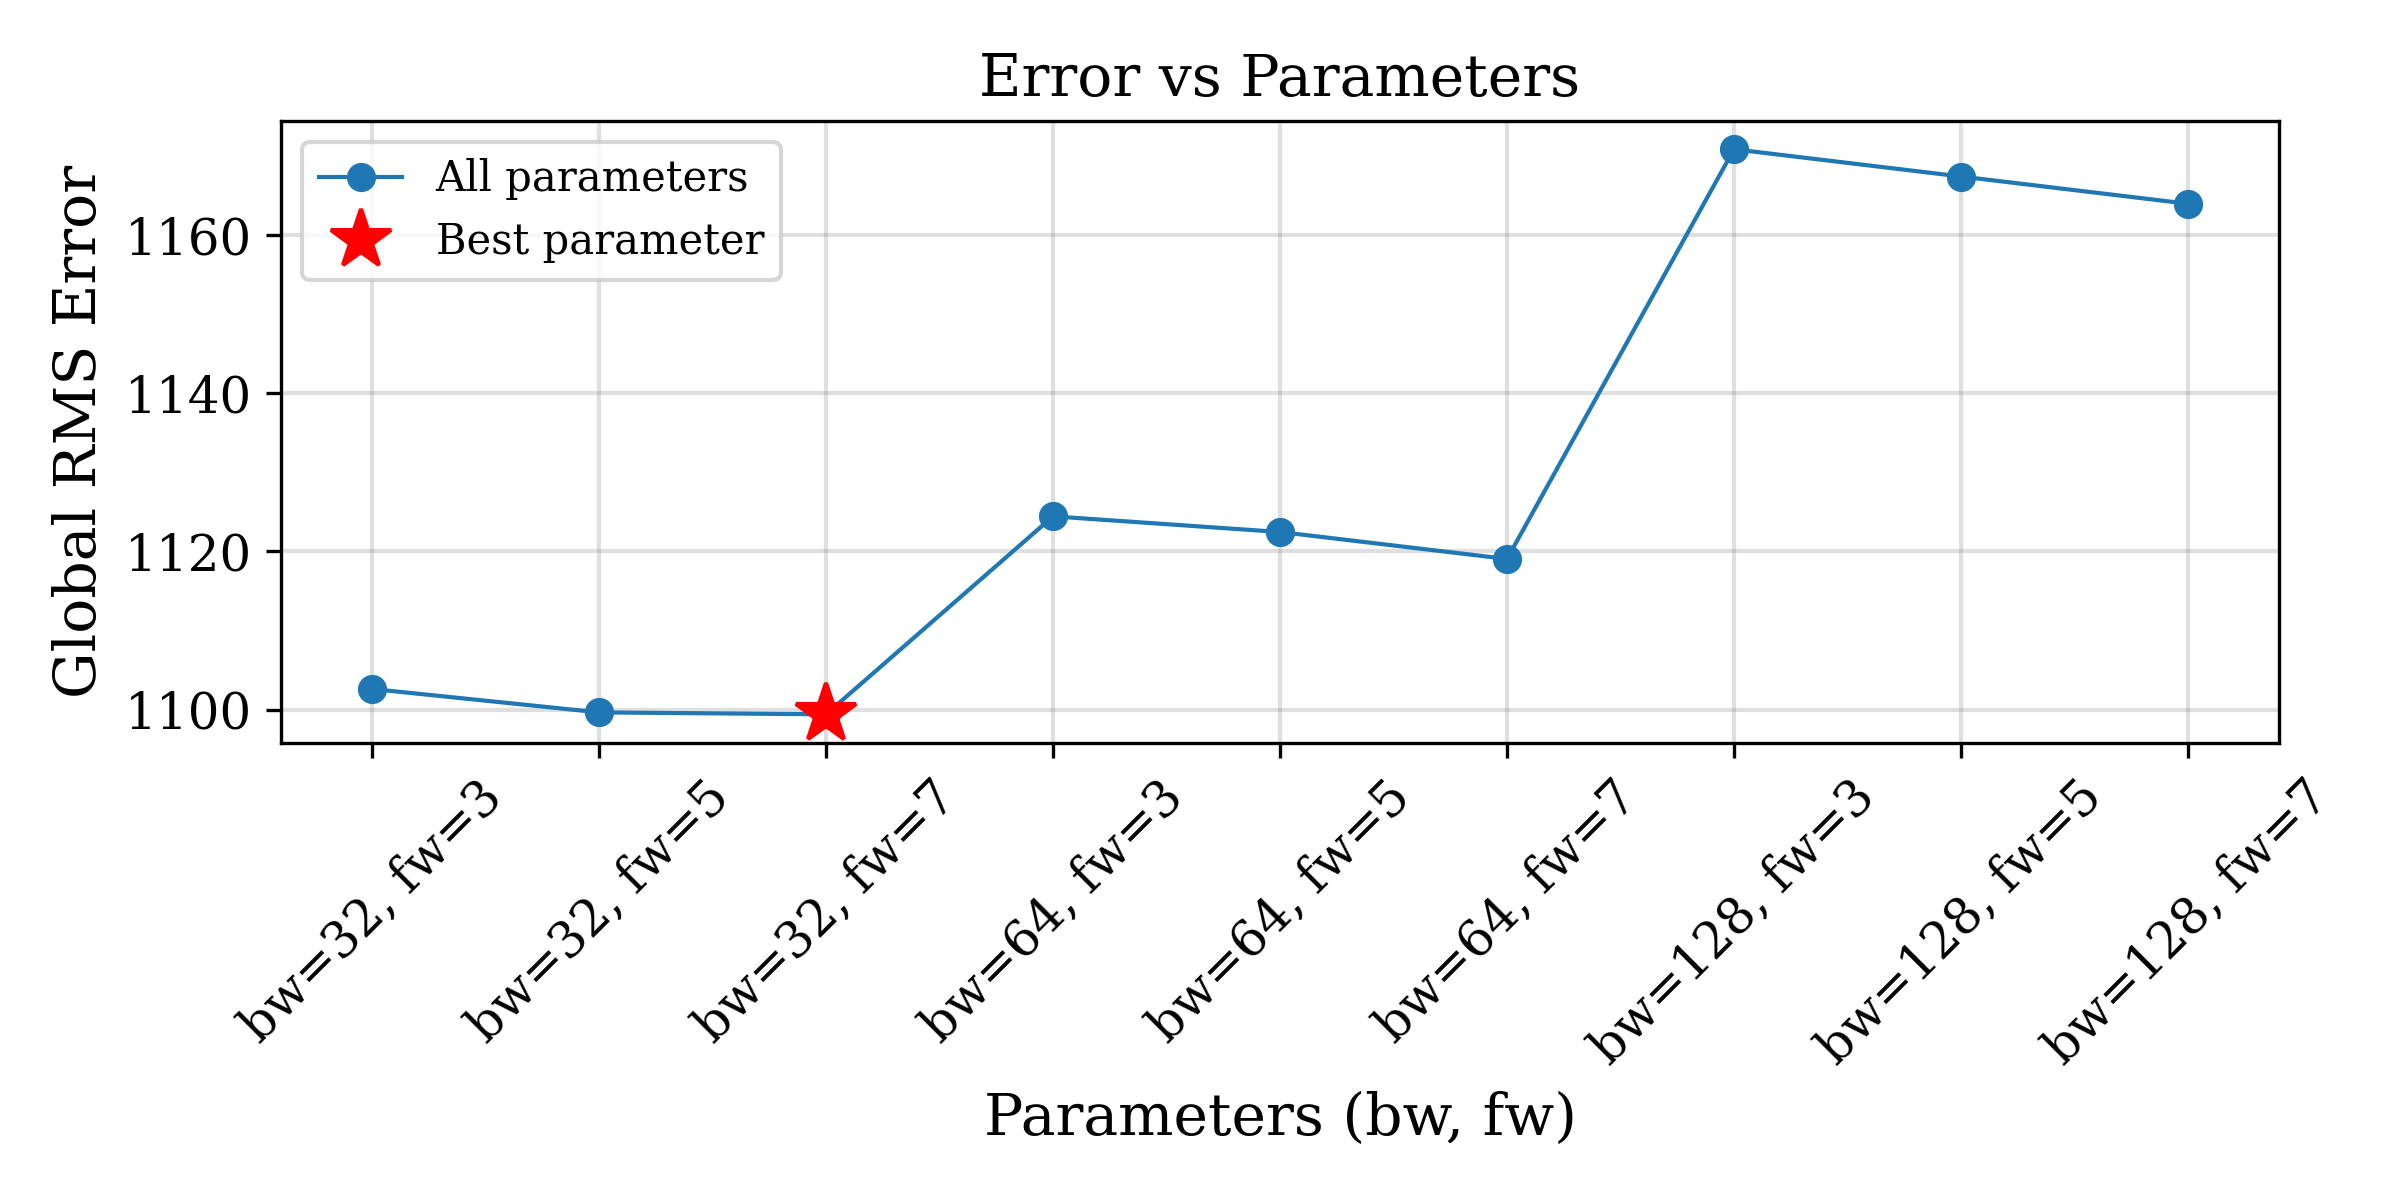 Error vs Parameters
All parameters
Best parameter
Global RMS Error
1160
1140
1120
1100
bw=32, fw=3
bw=32, fw=5
bw=32, fw=7
bw=64, fw=3
bw=64, fw=5
bw=64, fw=7
bw=128, fw=3
bw=128, fw=5
bw=128, fw=7
Parameters (bw, fw)